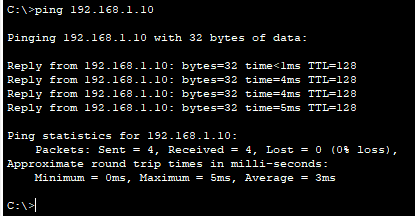 C:\>ping 192.168.1.10
Pinging 192.168.1.10 with 32 bytes of data:
Reply from 192.168.1.10: bytes=32 time<1ms TTL=128
Reply from 192.168.1.10: bytes=32 time=4ms TTL=128
Reply from 192.168.1.10: bytes=32 time=4ms TTL=128
Reply from 192.168.1.10: bytes=32 time=5ms TTL=128
Ping statistics for 192.168.1.10:
Packets: Sent = 4, Received = 4, Lost = 0 (0% loss),
Approximate round trip times in milli-seconds:
Minimum = 0ms, Maximum = 5ms, Average = 3ms
C:\>